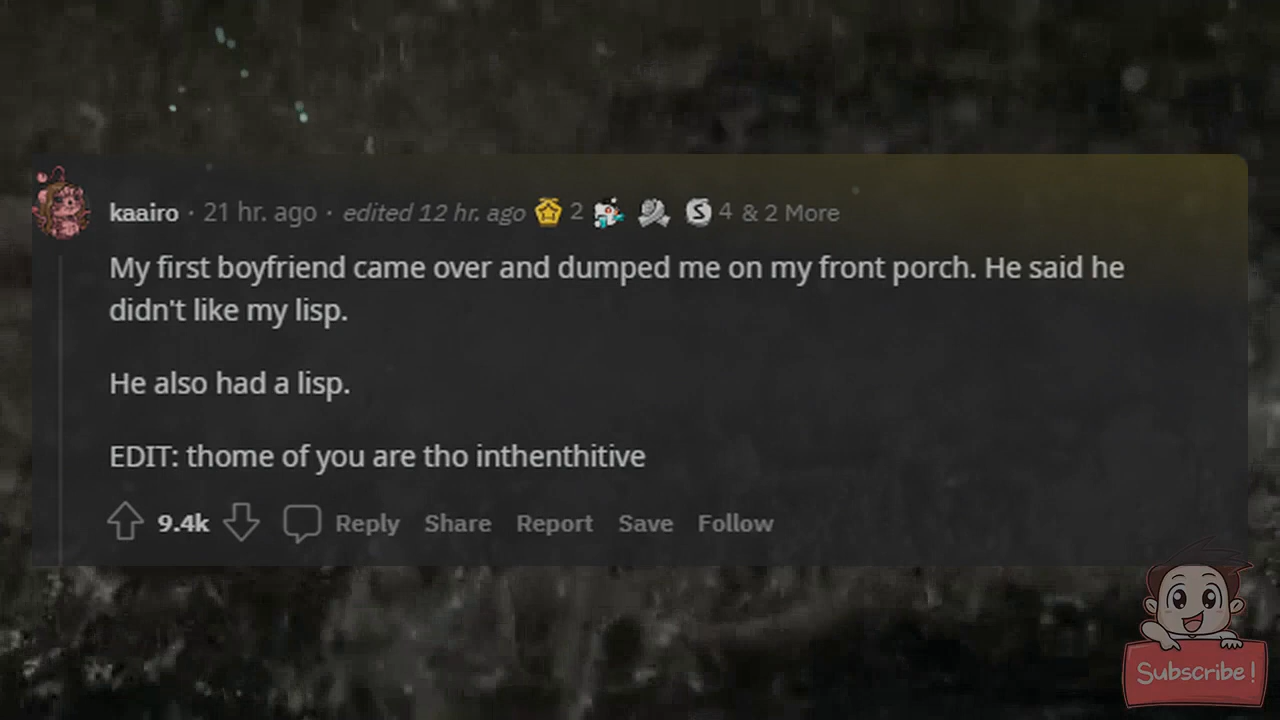 kaairo · 21 hr. ago · edited 12 hr. ago 2 S 4 & 2 More
My first boyfriend came over and dumped me on my front porch. He said he
didn't like my lisp.
He also had a lisp.
EDIT: thome of you are tho inthenthitive
9.4k Reply Share Report Save Follow
Subscribe!